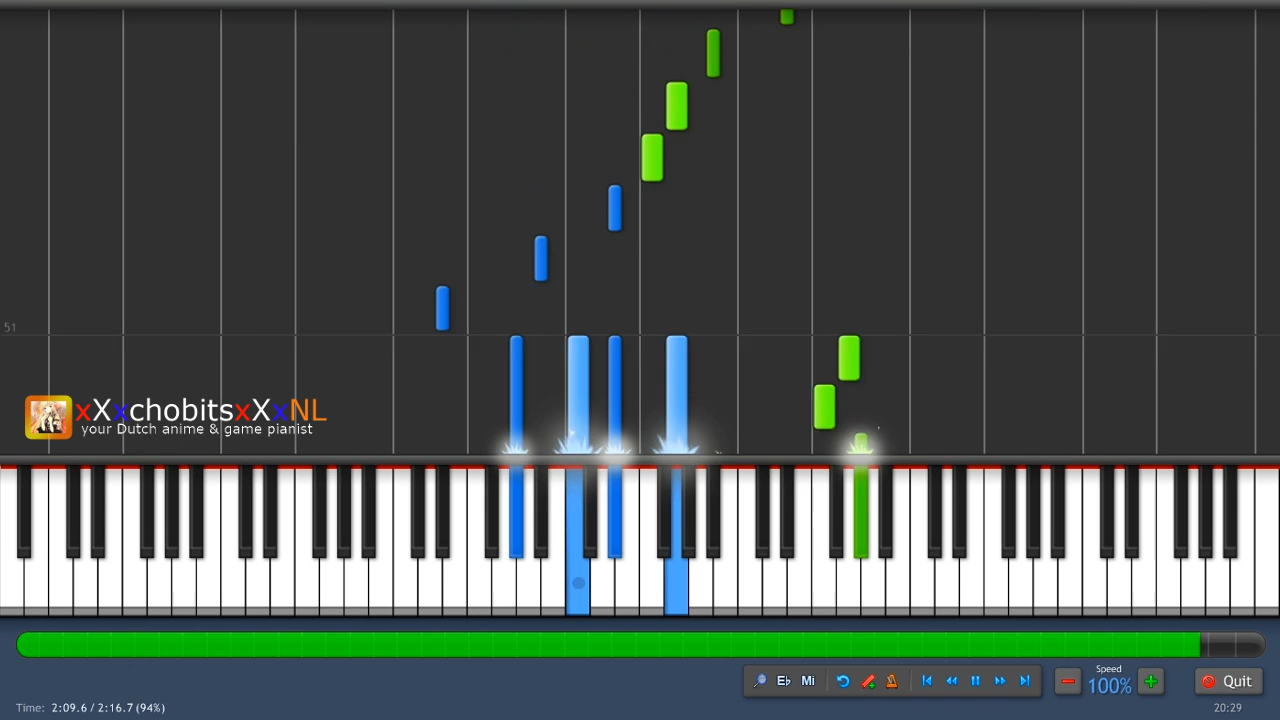 51
xXxchobitsxXxNL
your Dutch anime & game pianist
E♭ Mi
Speed
100%
Quit
Time: 2:09.6 / 2:16.7 (94%)
20:29